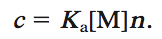 c = Kₐ[M]n.